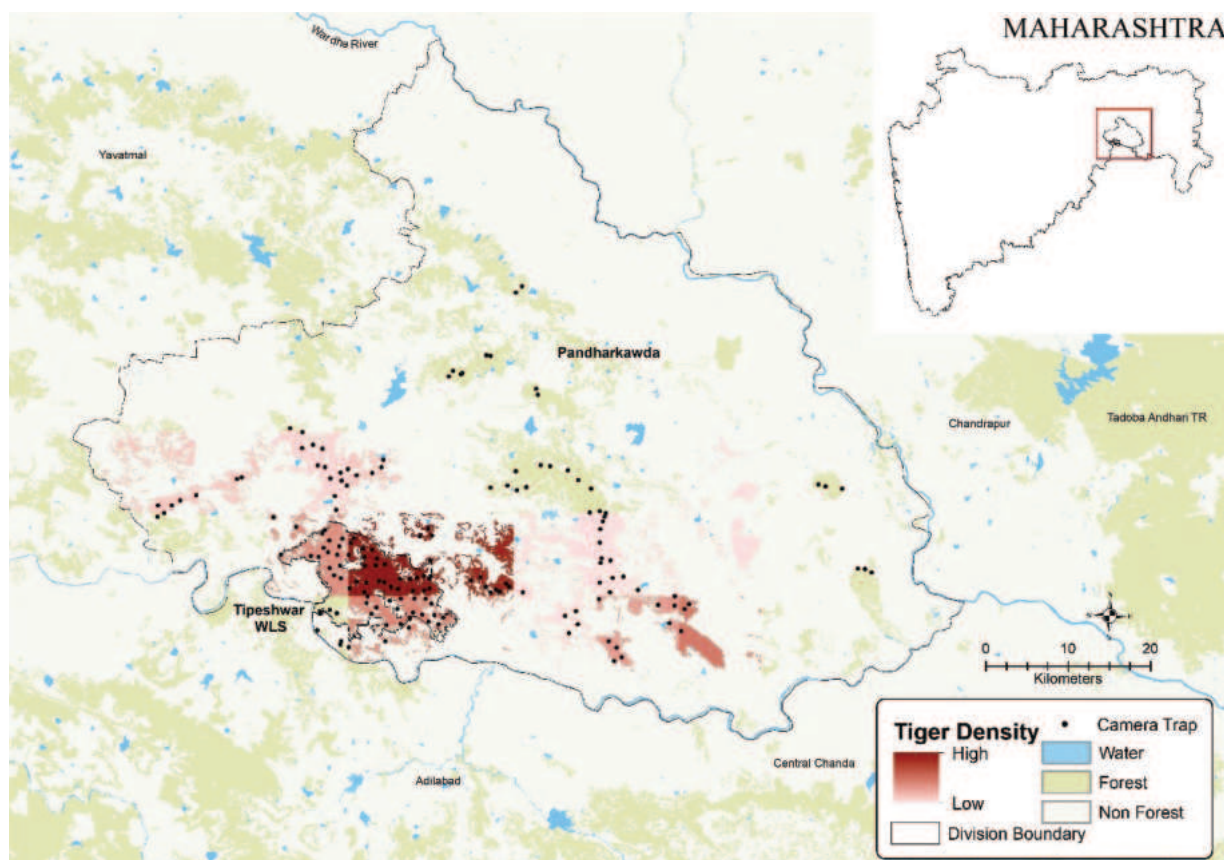 MAHARASHTRA
Wardha River
Yavatmal
Pandharkawda
Chandrapur
Tadoba Andhari TR
Tipeshwar
WLS
0 5 10 20
Kilometers
Adilabad
Central Chanda
Tiger Density
High
Low
Division Boundary
Camera Trap
Water
Forest
Non Forest